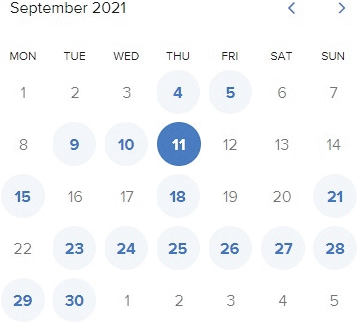 September 2021
MON TUE WED THU FRI SAT SUN
1 2 3 4 5 6 7
8 9 10 11 12 13 14
15 16 17 18 19 20 21
22 23 24 25 26 27 28
29 30 1 2 3 4 5